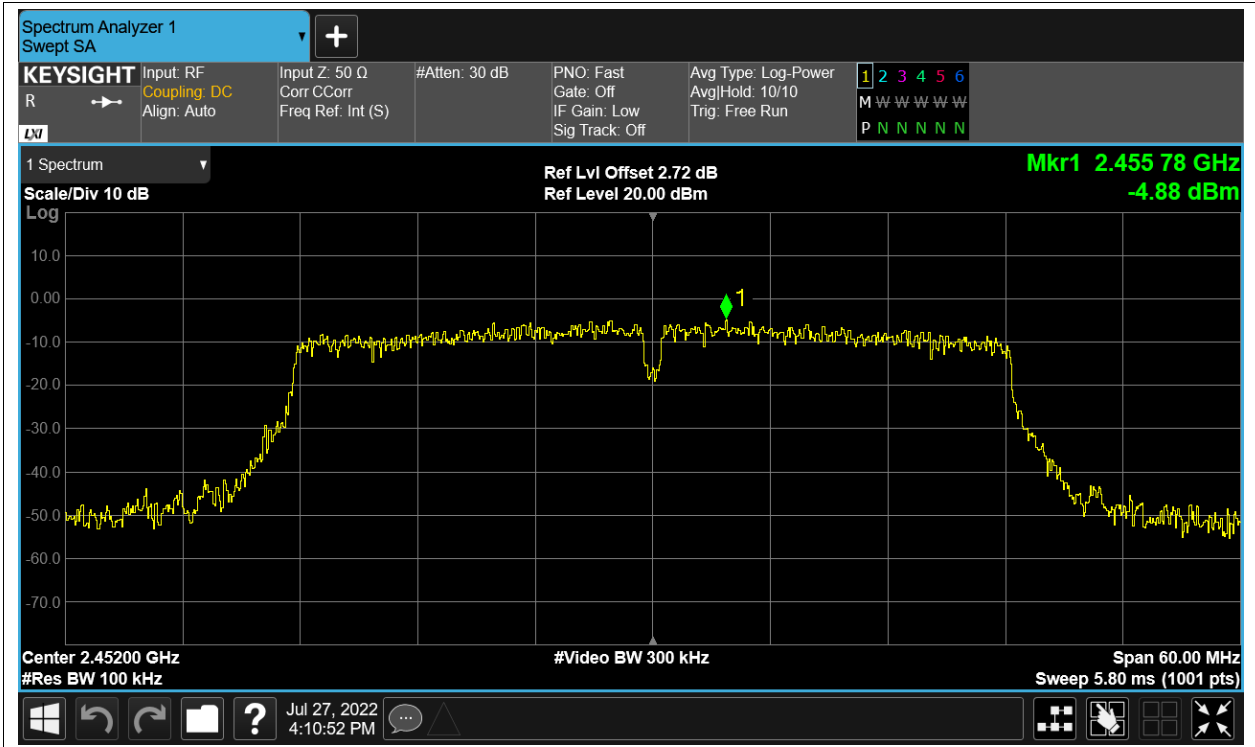 Spectrum Analyzer 1
Swept SA
+
KEYSIGHT
R
LXI
Input: RF
Coupling: DC
Align: Auto
Input Z: 50 Ω
Corr CCorr
Freq Ref: Int (S)
#Atten: 30 dB
PNO: Fast
Gate: Off
IF Gain: Low
Sig Track: Off
Avg Type: Log-Power
Avg|Hold: 10/10
Trig: Free Run
1 2 3 4 5 6
M W W W W W
P N N N N N
1 Spectrum
Scale/Div 10 dB
Log
Ref Lvl Offset 2.72 dB
Ref Level 20.00 dBm
Mkr1 2.455 78 GHz
-4.88 dBm
10.0
0.00
-10.0
-20.0
-30.0
-40.0
-50.0
-60.0
-70.0
1
Center 2.45200 GHz
#Res BW 100 kHz
#Video BW 300 kHz
Span 60.00 MHz
Sweep 5.80 ms (1001 pts)
?
Jul 27, 2022
4:10:52 PM